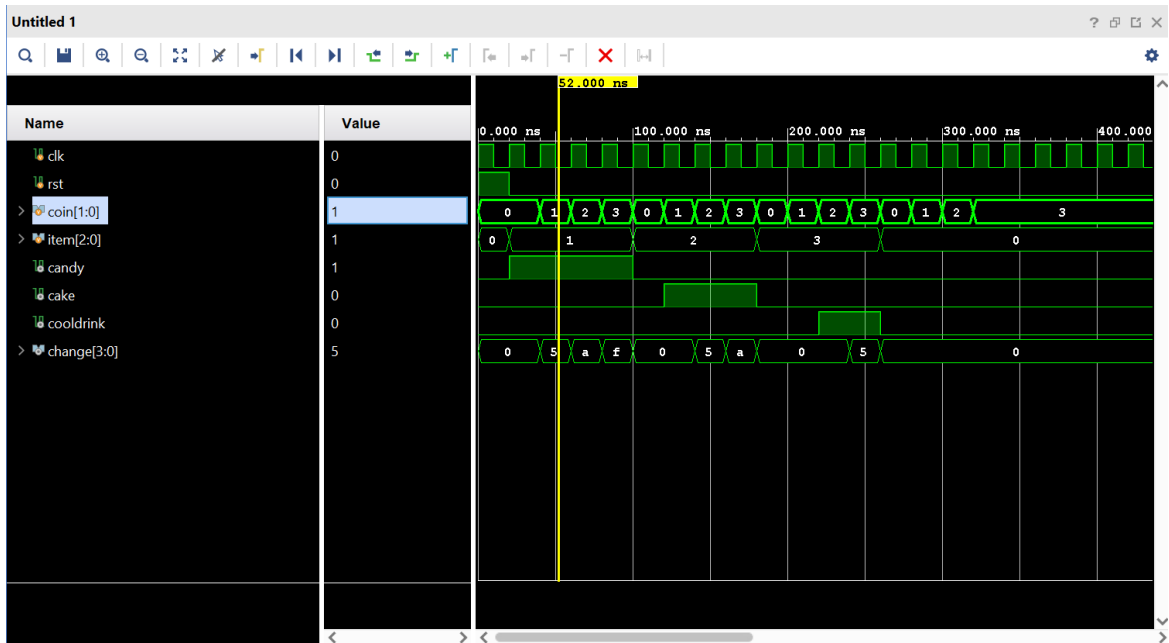 Untitled 1
?
52.000 ns
Name Value
0.000 ns 100.000 ns 200.000 ns 300.000 ns 400.000
clk 0
rst 0
coin[1:0] 1 0 1 2 3 0 1 2 3 0 1 2 3 0 1 2 3
item[2:0] 1 0 1 2 3 0
candy 1
cake 0
cooldrink 0
change[3:0] 5 0 5 a f 0 5 a 0 5 0